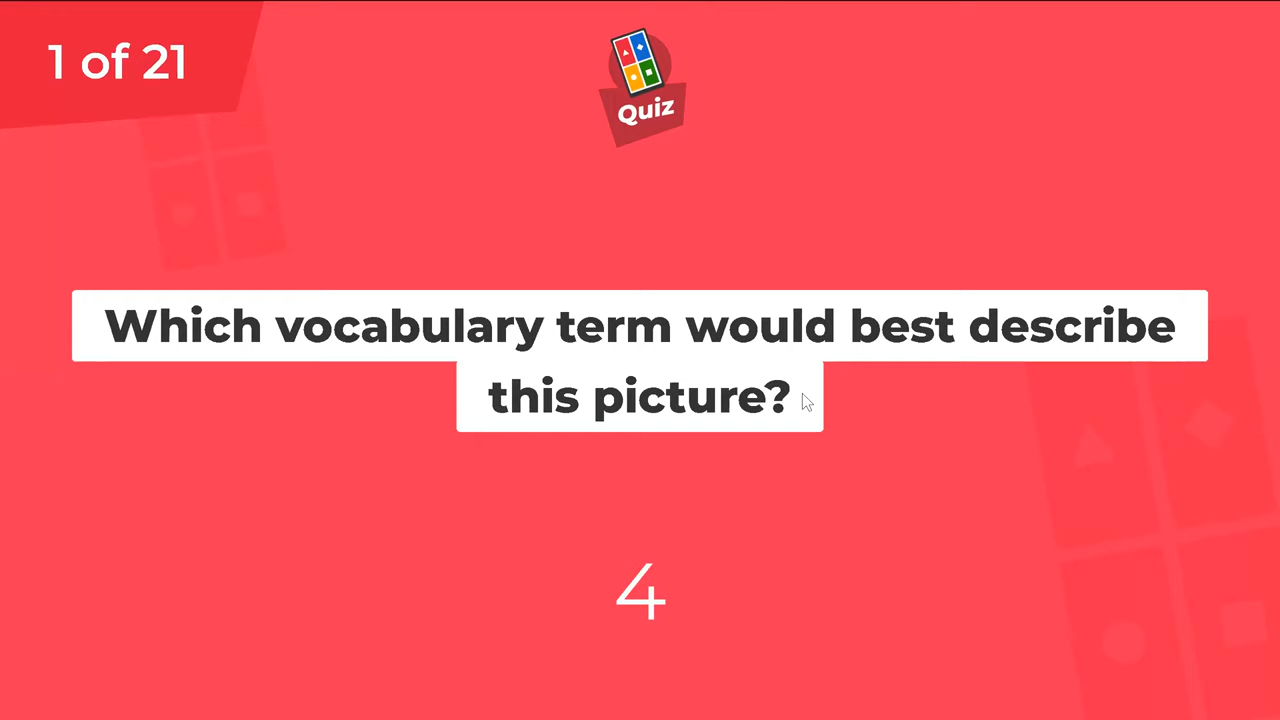 1 of 21
Quiz
Which vocabulary term would best describe
this picture?
4